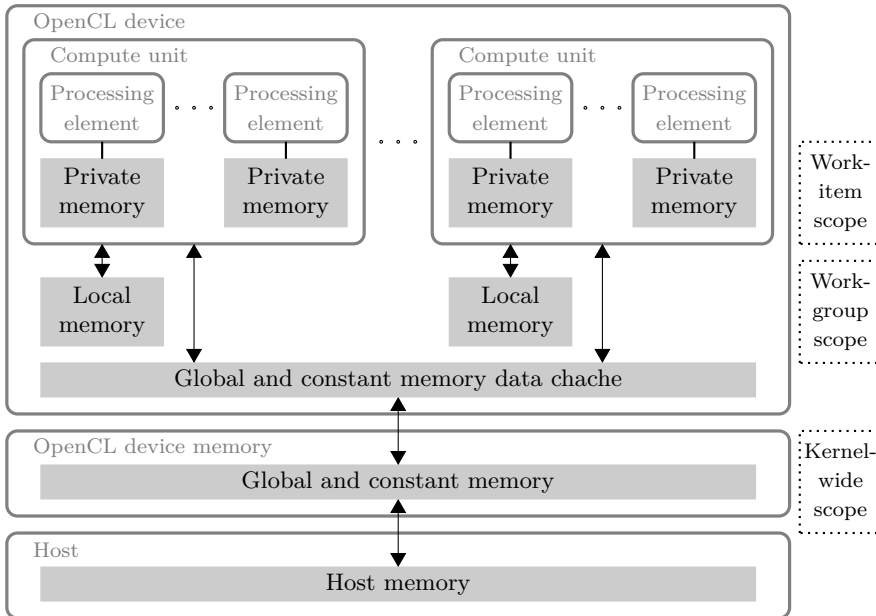 OpenCL device
Compute unit
Processing
element
. . .
Processing
element
Private
memory
Private
memory
. . .
Compute unit
Processing
element
. . .
Processing
element
Private
memory
Private
memory
Local
memory
Local
memory
Global and constant memory data chache
OpenCL device memory
Global and constant memory
Host
Host memory
Work-
item
scope
Work-
group
scope
Kernel-
wide
scope